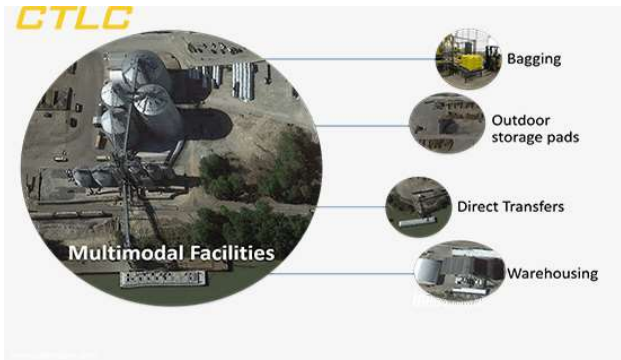 CTLC
Bagging
Outdoor
storage pads
Direct Transfers
Multimodal Facilities
Warehousing